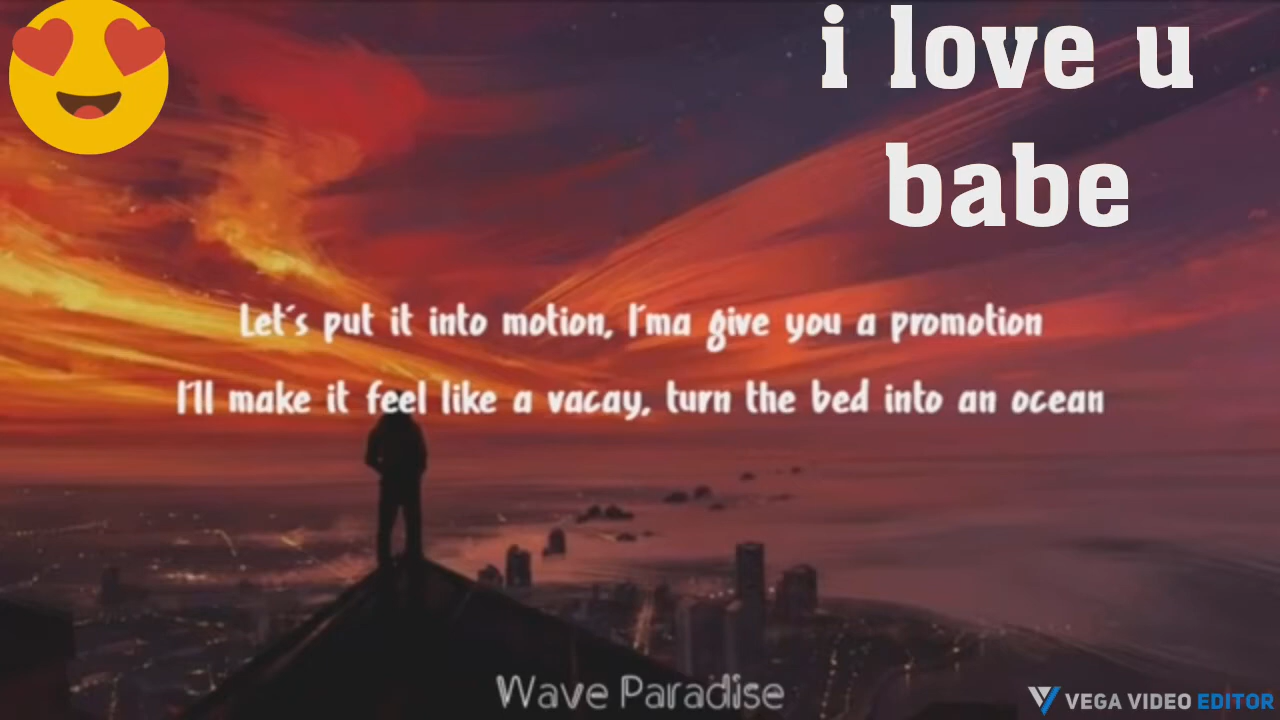 i love u
babe
Let's put it into motion, I'ma give you a promotion
I'll make it feel like a vacay, turn the bed into an ocean
Wave Paradise
VEGA VIDEO EDITOR